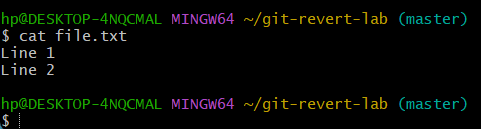 hp@DESKTOP-4NQCMAL MINGW64 ~/git-revert-lab (master)
$ cat file.txt
Line 1
Line 2
hp@DESKTOP-4NQCMAL MINGW64 ~/git-revert-lab (master)
$